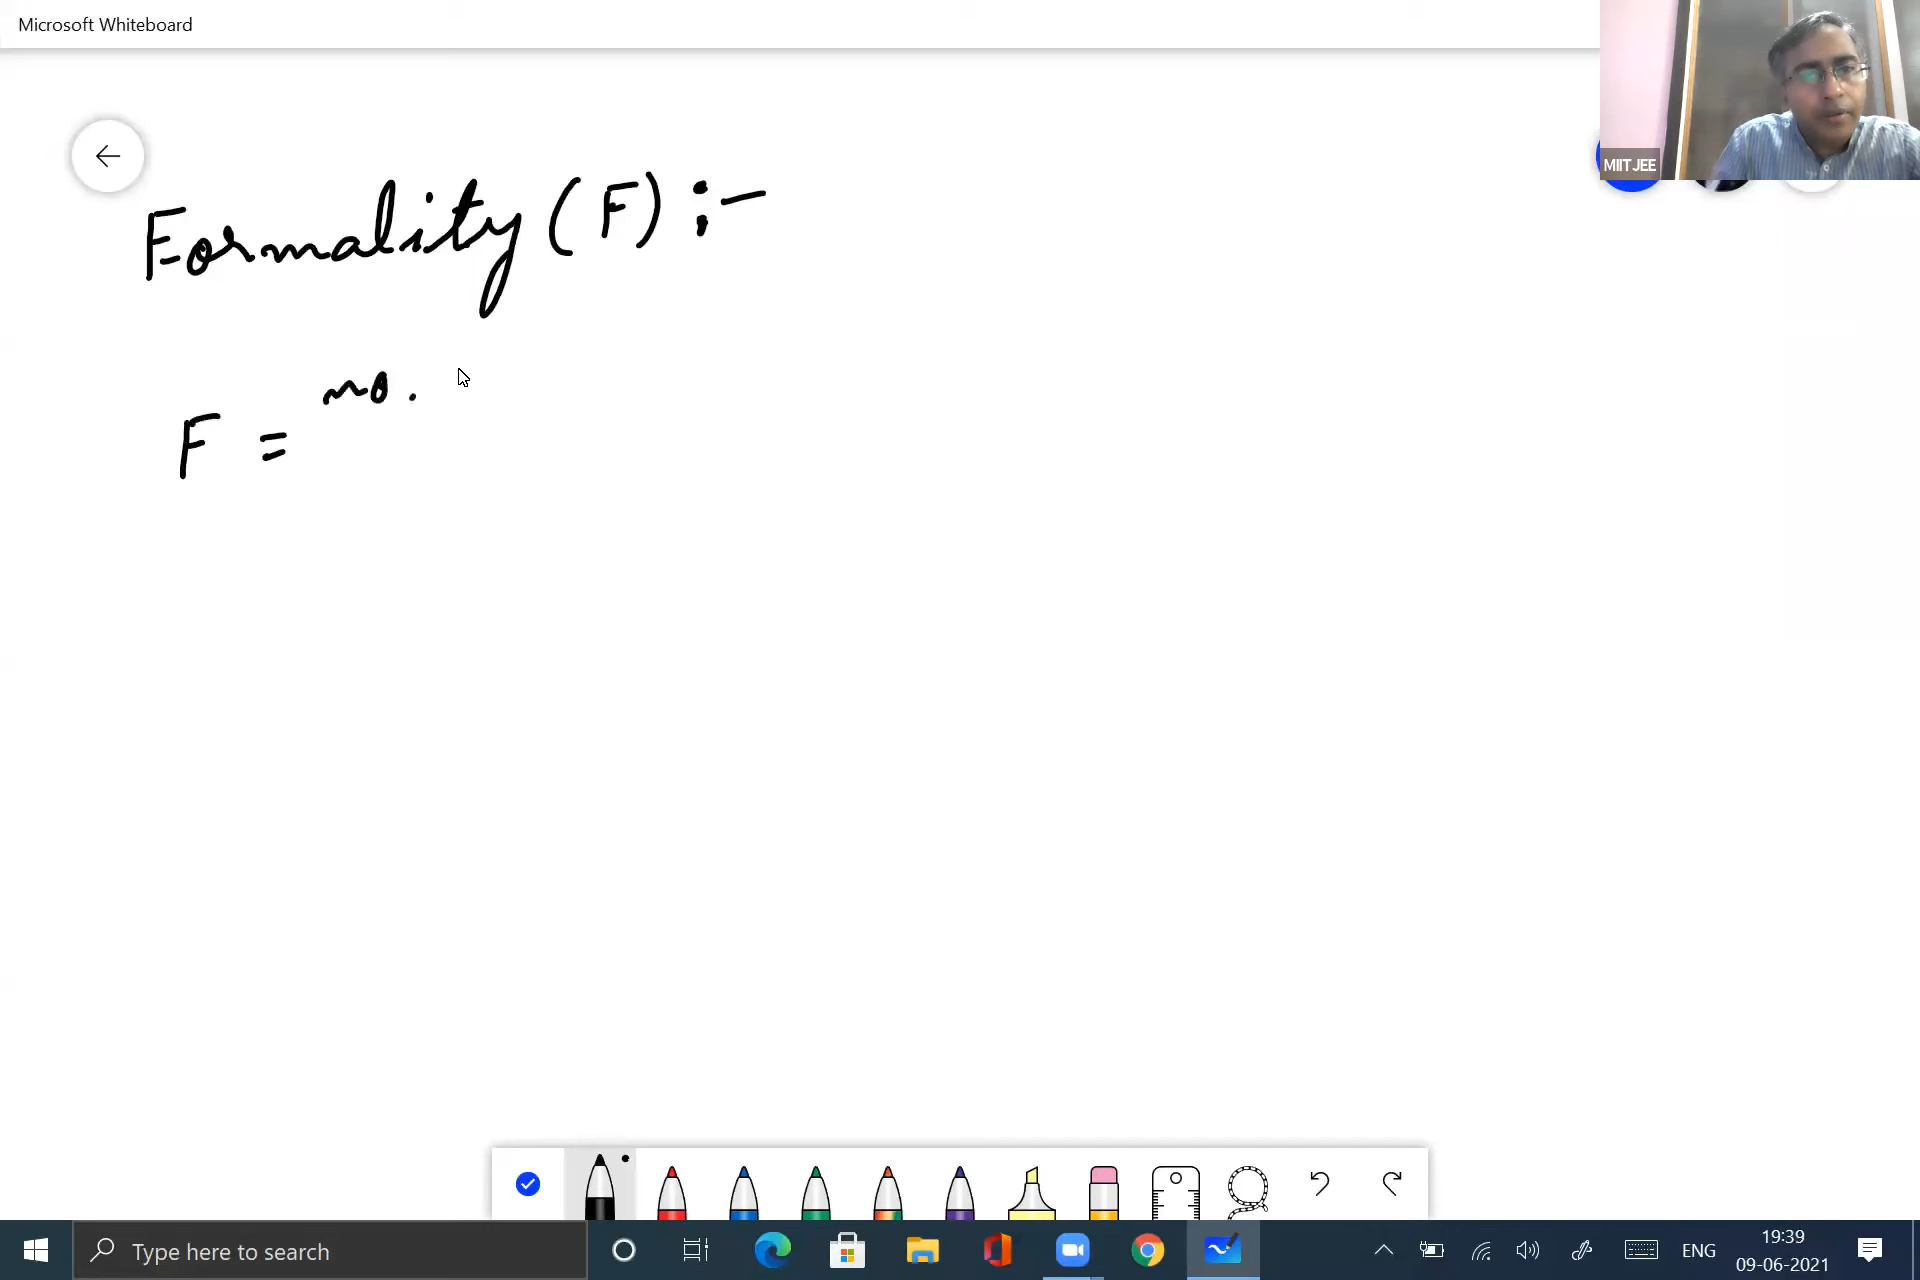 Microsoft Whiteboard
MIIT JEE
Formality (F) :-
F = no.
Type here to search
ENG
19:39
09-06-2021